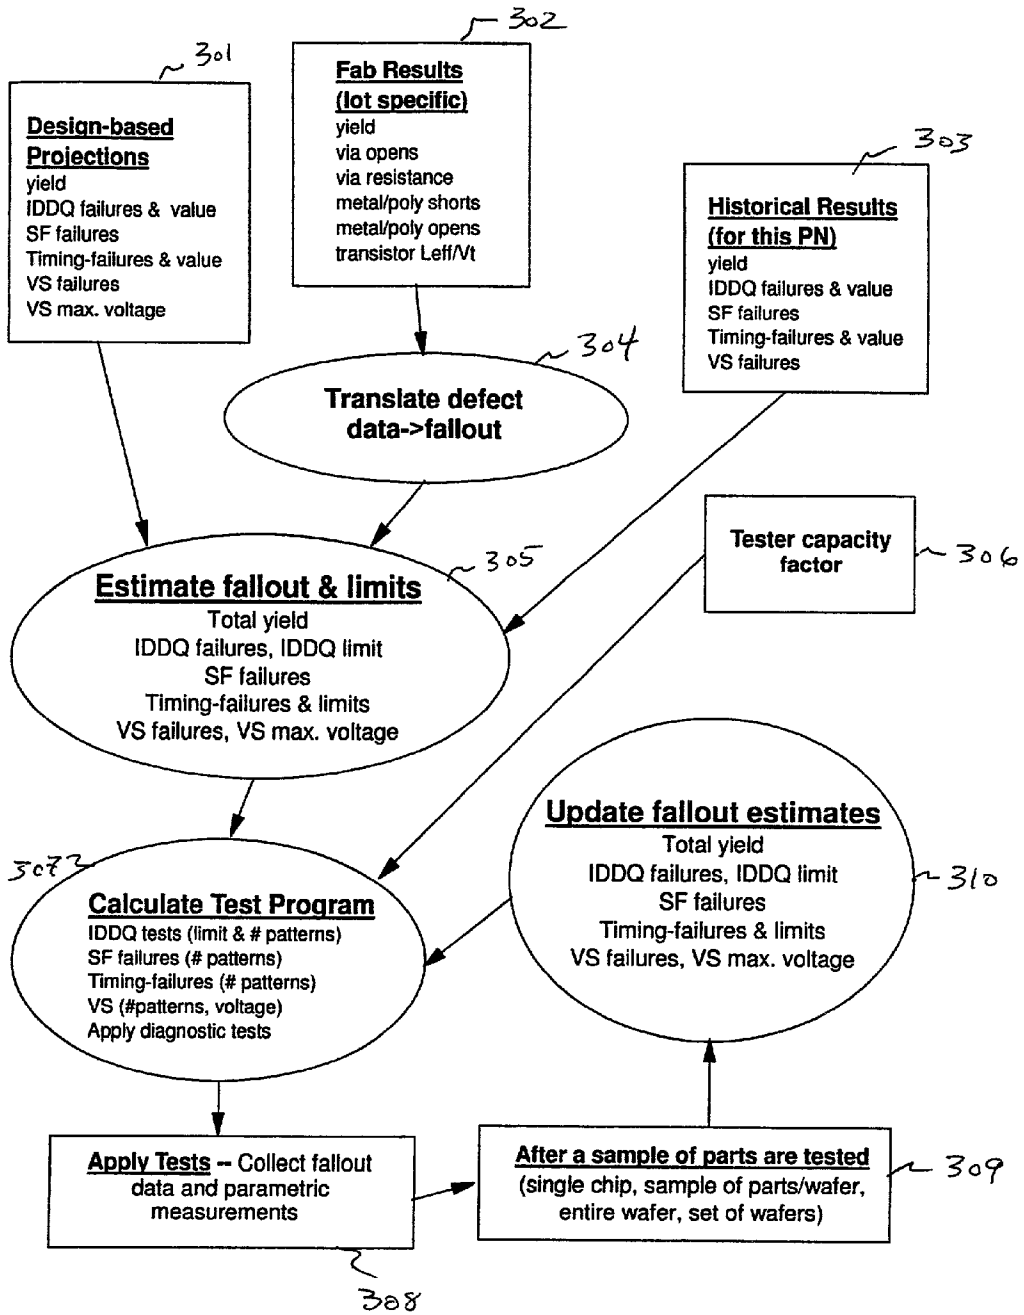 301
Design-based
Projections
yield
IDDQ failures & value
SF failures
Timing-failures & value
VS failures
VS max. voltage
302
Fab Results
(lot specific)
yield
via opens
via resistance
metal/poly shorts
metal/poly opens
transistor Leff/Vt
303
Historical Results
(for this PN)
yield
IDDQ failures & value
SF failures
Timing-failures & value
VS failures
304
Translate defect
data->fallout
305
Estimate fallout & limits
Total yield
IDDQ failures, IDDQ limit
SF failures
Timing-failures & limits
VS failures, VS max. voltage
Tester capacity
factor
306
307
Calculate Test Program
IDDQ tests (limit & # patterns)
SF failures (# patterns)
Timing-failures (# patterns)
VS (#patterns, voltage)
Apply diagnostic tests
Update fallout estimates
Total yield
IDDQ failures, IDDQ limit
SF failures
Timing-failures & limits
VS failures, VS max. voltage
310
Apply Tests -- Collect fallout
data and parametric
measurements
308
After a sample of parts are tested
(single chip, sample of parts/wafer,
entire wafer, set of wafers)
309